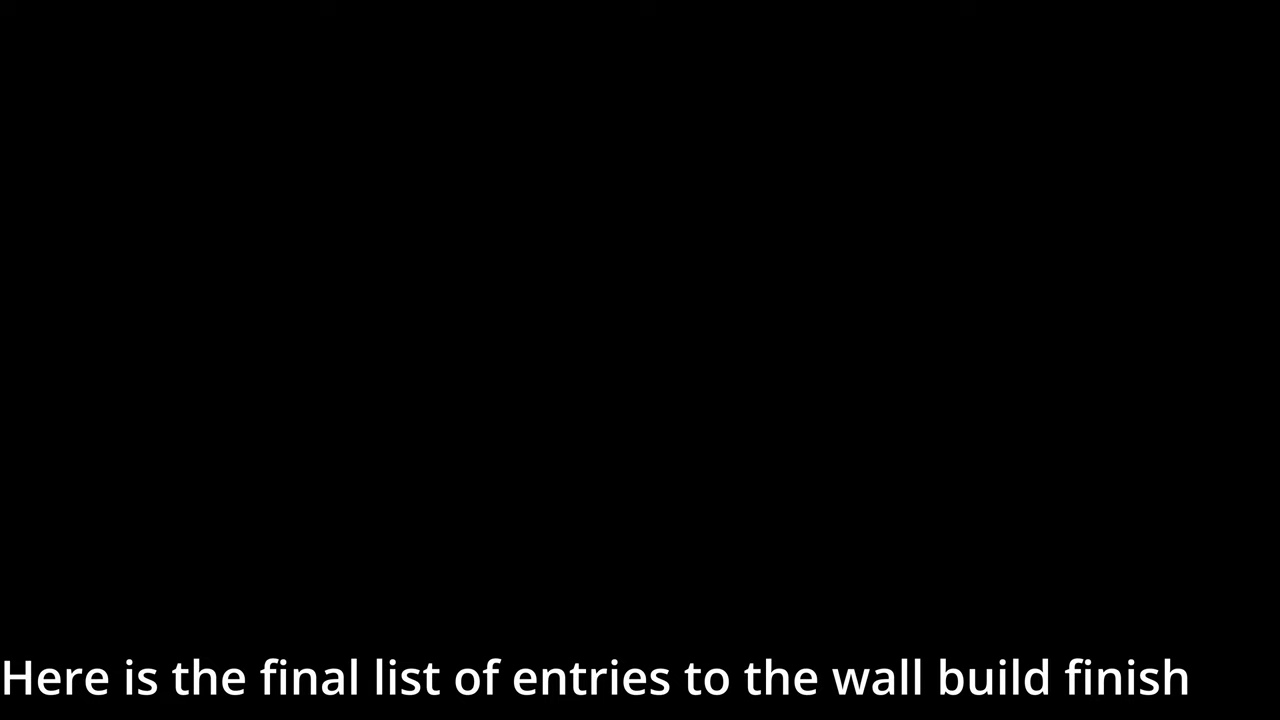 Here is the final list of entries to the wall build finish